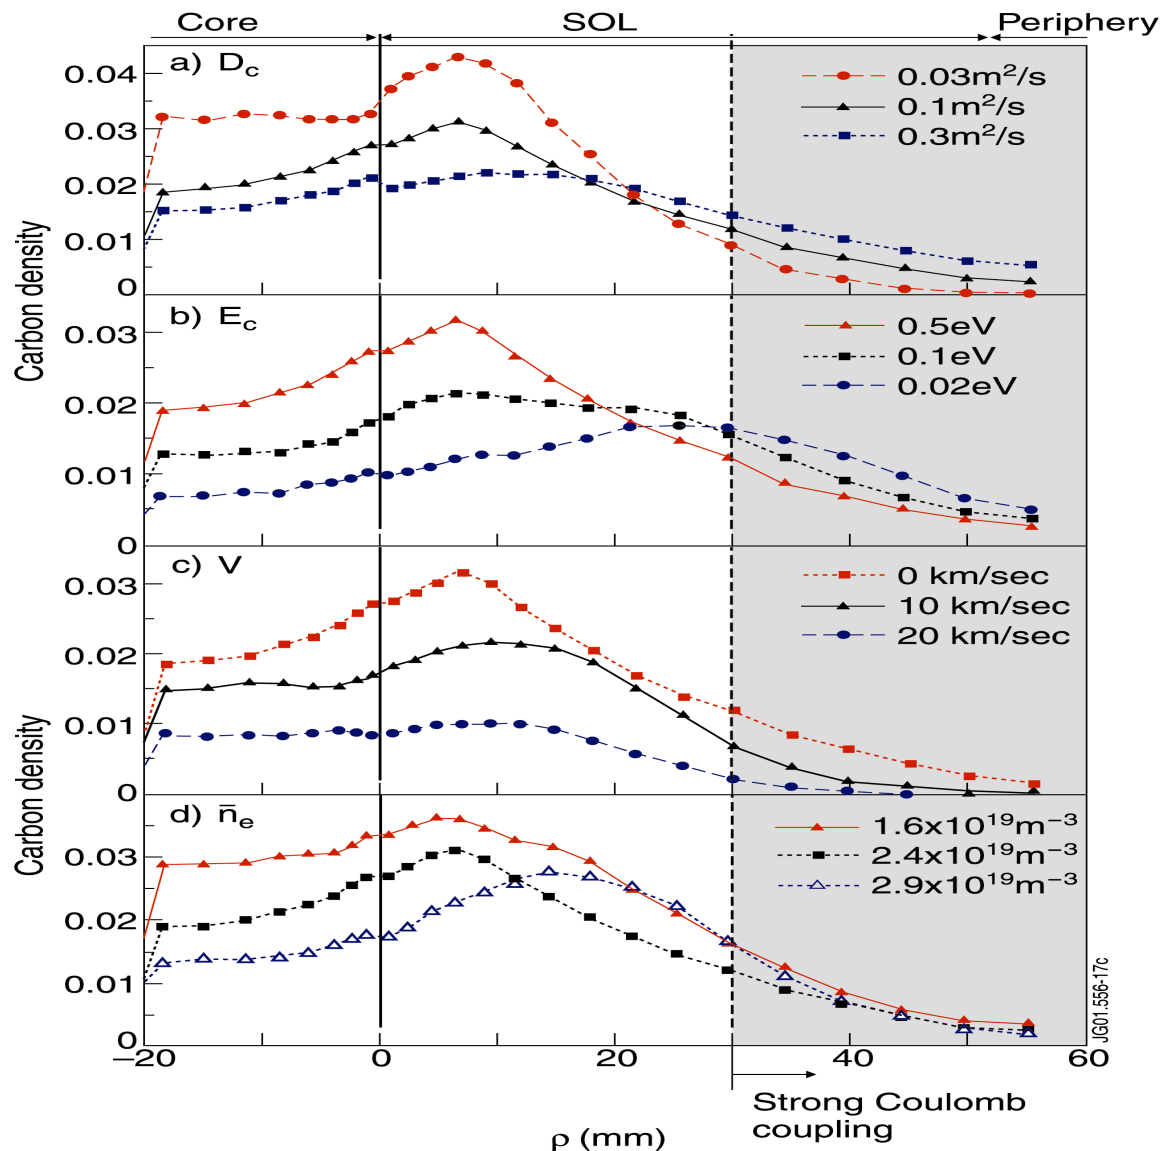 Core SOL Periphery
a) D_c
0.03m²/s
0.1m²/s
0.3m²/s
0.04
0.03
0.02
0.01
0
Carbon density
b) E_c
0.5eV
0.1eV
0.02eV
0.03
0.02
0.01
0
c) V
0 km/sec
10 km/sec
20 km/sec
0.03
0.02
0.01
0
Carbon density
d) n̄_e
1.6x10¹⁹m⁻³
2.4x10¹⁹m⁻³
2.9x10¹⁹m⁻³
0.03
0.02
0.01
0
−20 0 20 40 60
JG01.556-17c
Strong Coulomb
coupling
ρ (mm)